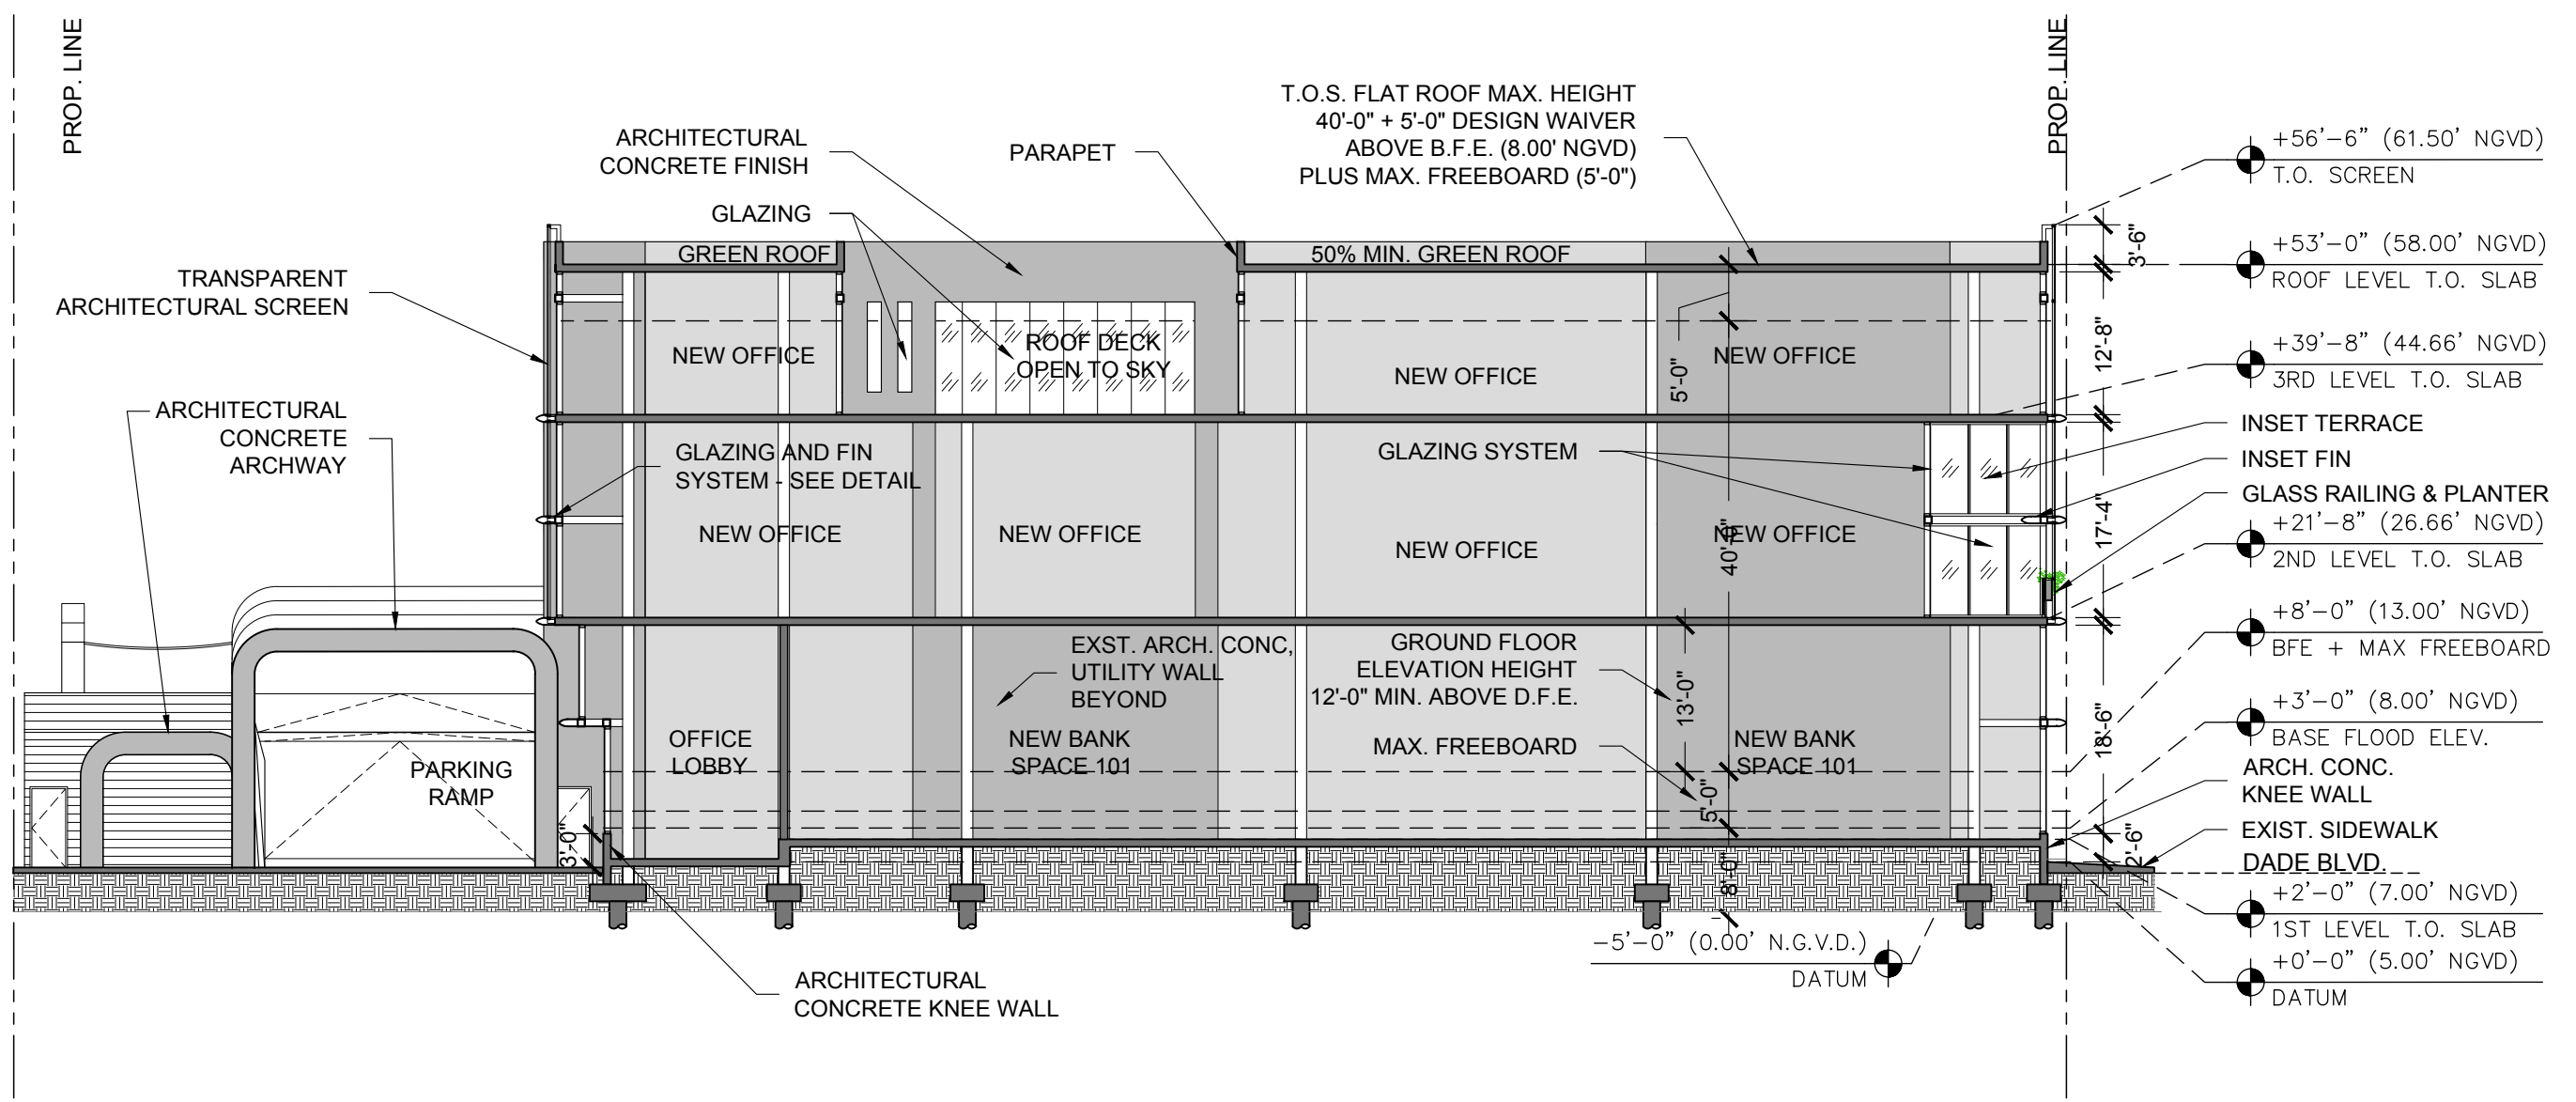 PROP. LINE
PROP. LINE
T.O.S. FLAT ROOF MAX. HEIGHT
40'-0" + 5'-0" DESIGN WAIVER
ABOVE B.F.E. (8.00' NGVD)
PLUS MAX. FREEBOARD (5'-0")
ARCHITECTURAL
CONCRETE FINISH
PARAPET
GLAZING
TRANSPARENT
ARCHITECTURAL SCREEN
ARCHITECTURAL
CONCRETE
ARCHWAY
GREEN ROOF
50% MIN. GREEN ROOF
NEW OFFICE
ROOF DECK
OPEN TO SKY
NEW OFFICE
NEW OFFICE
5'-0"
GLAZING AND FIN
SYSTEM - SEE DETAIL
GLAZING SYSTEM
NEW OFFICE
NEW OFFICE
NEW OFFICE
NEW OFFICE
40'-0"
EXST. ARCH. CONC,
UTILITY WALL
BEYOND
GROUND FLOOR
ELEVATION HEIGHT
12'-0" MIN. ABOVE D.F.E.
13'-0"
MAX. FREEBOARD
PARKING
RAMP
OFFICE
LOBBY
NEW BANK
SPACE 101
NEW BANK
SPACE 101
5'-0"
3'-0"
8'-0"
ARCHITECTURAL
CONCRETE KNEE WALL
-5'-0" (0.00' N.G.V.D.)
DATUM
3'-6"
12'-8"
17'-4"
18'-6"
2'-6"
+56'-6" (61.50' NGVD)
T.O. SCREEN
+53'-0" (58.00' NGVD)
ROOF LEVEL T.O. SLAB
+39'-8" (44.66' NGVD)
3RD LEVEL T.O. SLAB
INSET TERRACE
INSET FIN
GLASS RAILING & PLANTER
+21'-8" (26.66' NGVD)
2ND LEVEL T.O. SLAB
+8'-0" (13.00' NGVD)
BFE + MAX FREEBOARD
+3'-0" (8.00' NGVD)
BASE FLOOD ELEV.
ARCH. CONC.
KNEE WALL
EXIST. SIDEWALK
DADE BLVD.
+2'-0" (7.00' NGVD)
1ST LEVEL T.O. SLAB
+0'-0" (5.00' NGVD)
DATUM